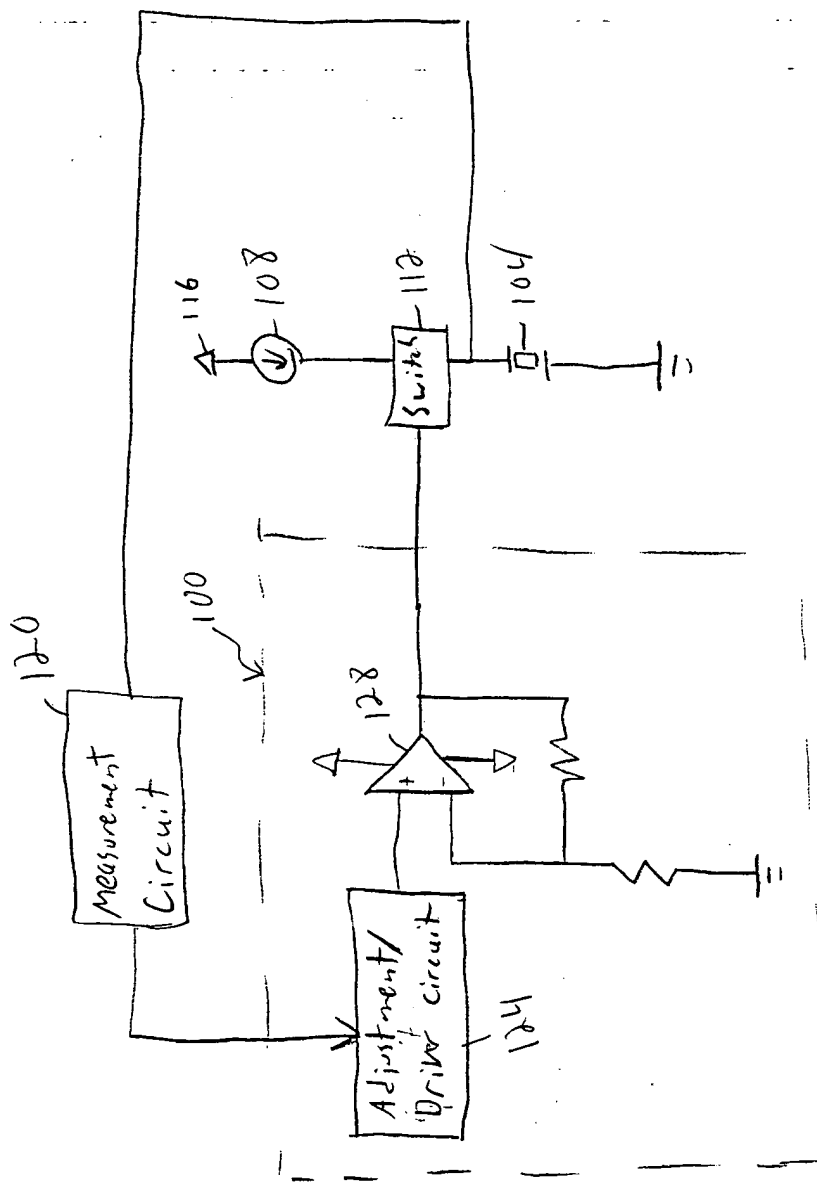 120
Measurement
Circuit
100
116
108
128
112
Switch
+
-
104
Adjustment/
Driver circuit
124